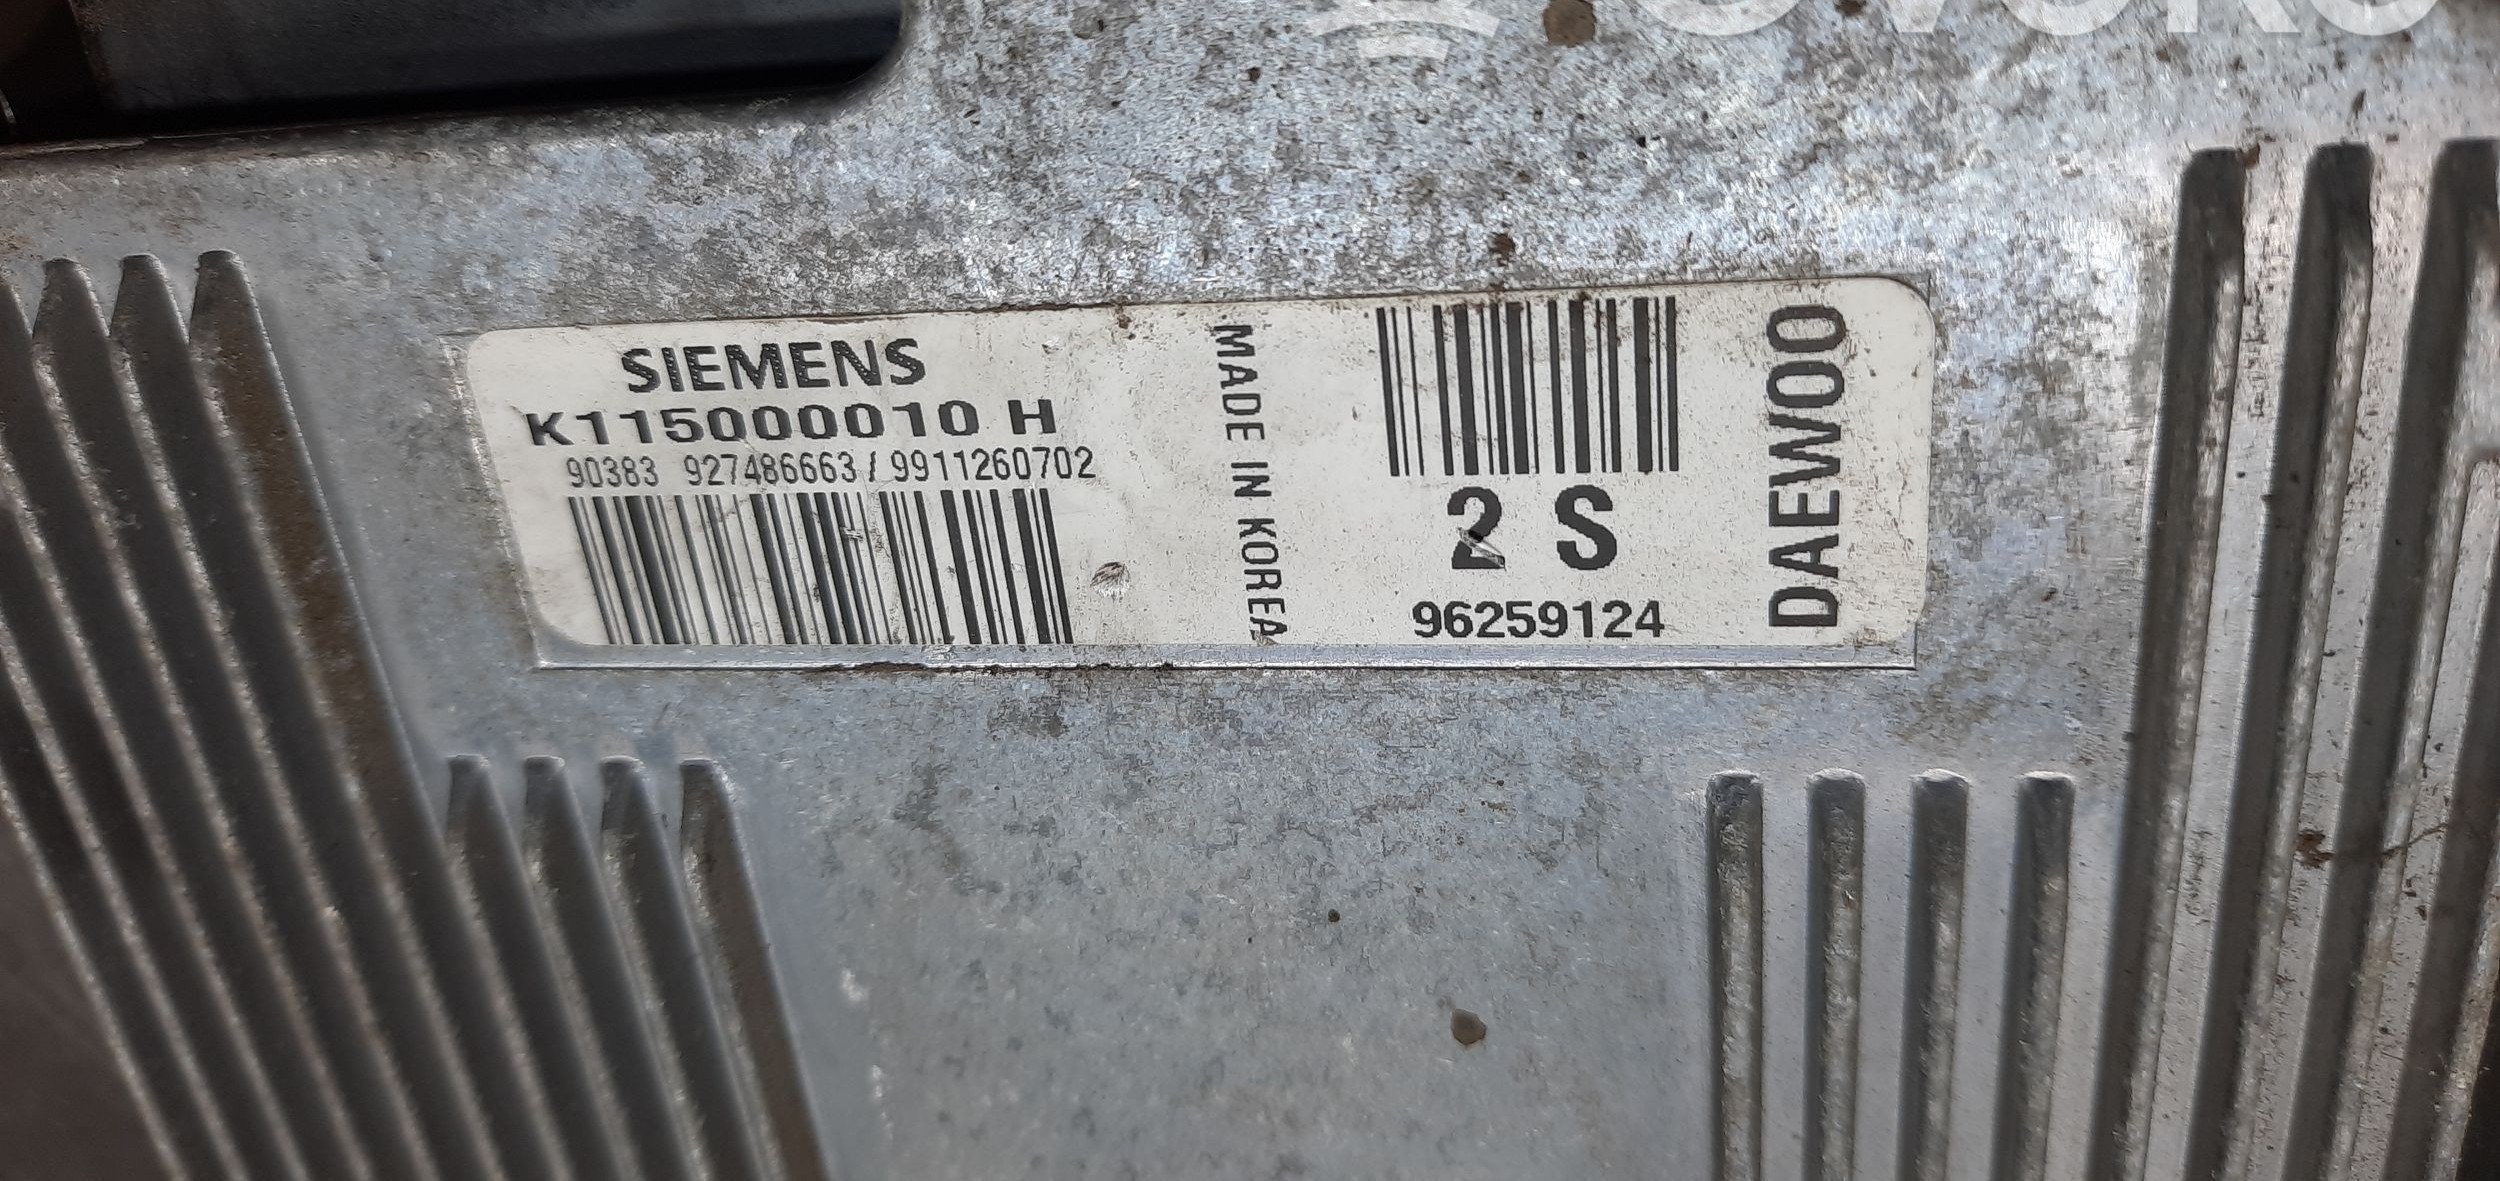 SIEMENS
K115000010 H
90383 927486663 / 9911260702
MADE IN KOREA
2 S
96259124
DAEWOO